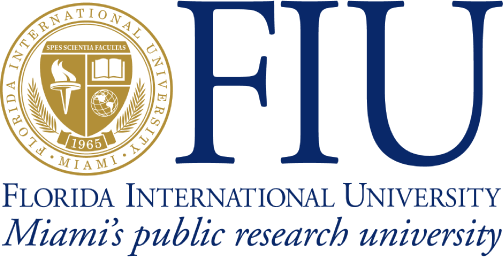 FLORIDA INTERNATIONAL UNIVERSITY
SPES SCIENTIA FACULTAS
1965
• MIAMI •
FIU
FLORIDA INTERNATIONAL UNIVERSITY
Miami's public research university